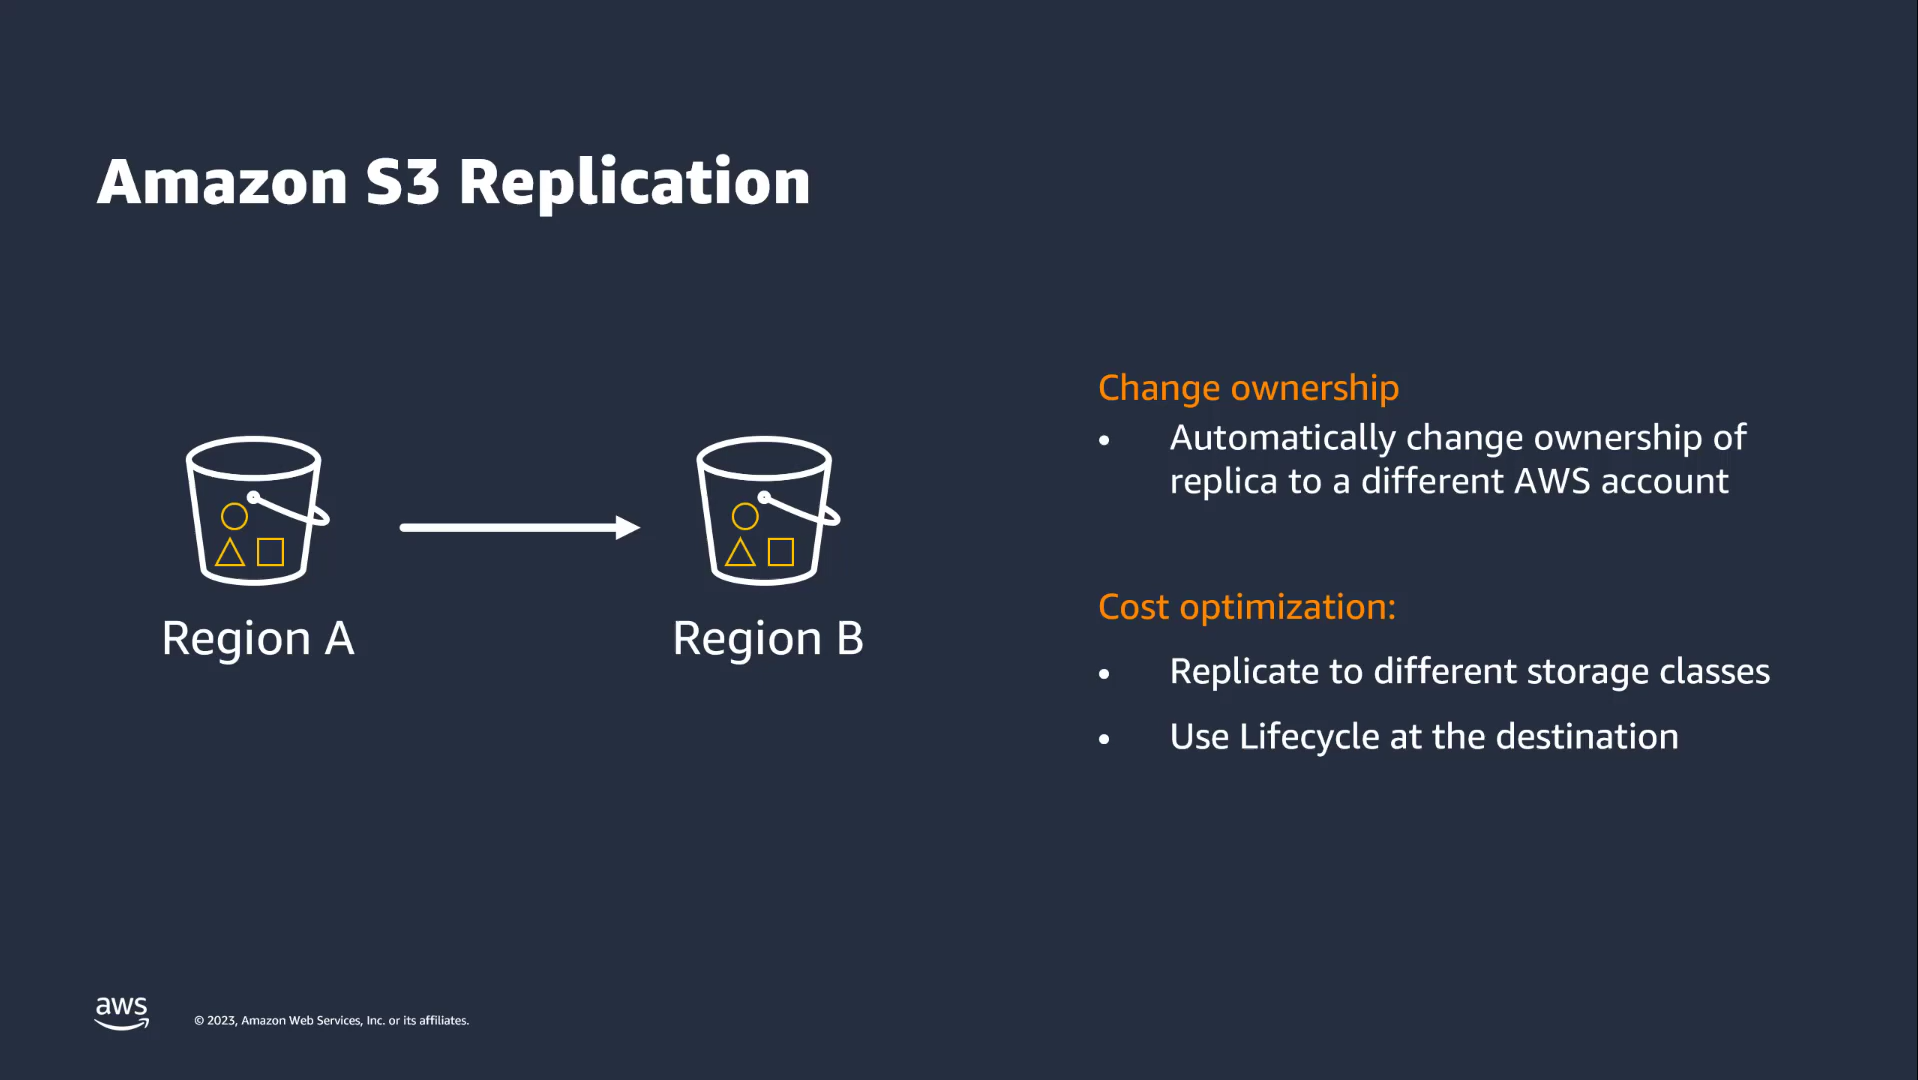 Amazon S3 Replication
Region A
Region B
Change ownership
• Automatically change ownership of
replica to a different AWS account
Cost optimization:
• Replicate to different storage classes
• Use Lifecycle at the destination
aws
© 2023, Amazon Web Services, Inc. or its affiliates.